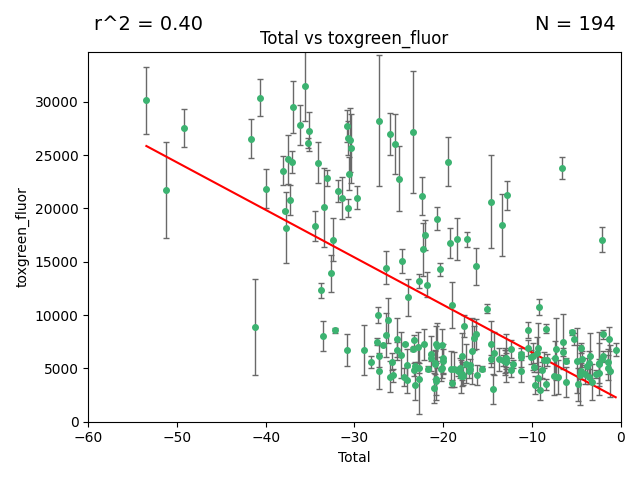 r^2 = 0.40
N = 194
Total vs toxgreen_fluor
30000
25000
20000
15000
10000
5000
0
toxgreen_fluor
−60
−50
−40
−30
−20
−10
0
Total